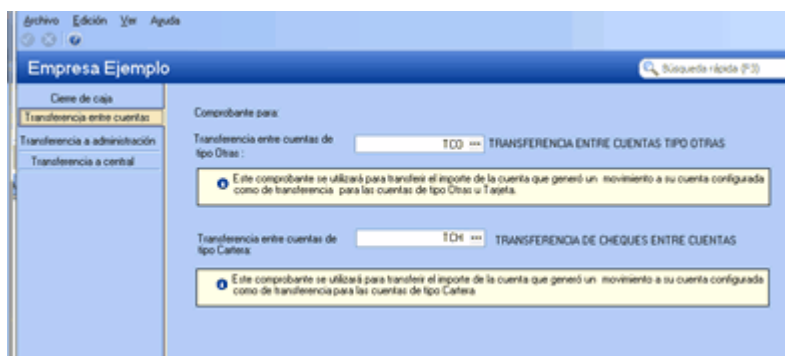 Archivo Edición Ver Ayuda
Empresa Ejemplo
Búsqueda rápida (F3)
Cierre de caja
Transferencia entre cuentas
Transferencia a administración
Transferencia a central
Comprobante para:
Transferencia entre cuentas de
tipo Otras :
TCO ... TRANSFERENCIA ENTRE CUENTAS TIPO OTRAS
Este comprobante se utilizará para transferir el importe de la cuenta que generó un movimiento a su cuenta configurada
como de transferencia para las cuentas de tipo Otras u Tarjeta.
Transferencia entre cuentas de
tipo Cartera:
TCH ... TRANSFERENCIA DE CHEQUES ENTRE CUENTAS
Este comprobante se utilizará para transferir el importe de la cuenta que generó un movimiento a su cuenta configurada
como de transferencia para las cuentas de tipo Cartera